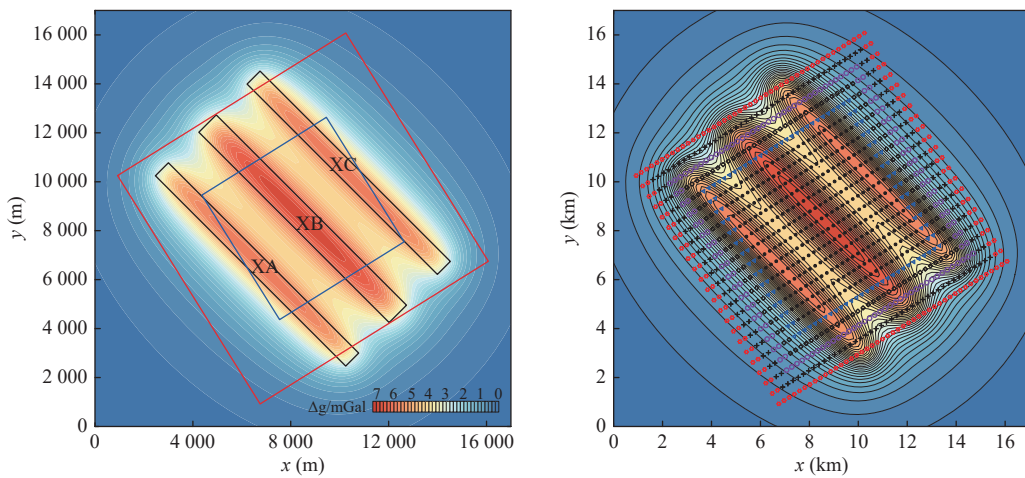 16 000
14 000
12 000
10 000
8 000
6 000
4 000
2 000
0
y (m)
XC
XB
XA
7 6 5 4 3 2 1 0
Δg/mGal
0 4 000 8 000 12 000 16 000
x (m)
16
14
12
10
8
6
4
2
0
y (km)
0 2 4 6 8 10 12 14 16
x (km)